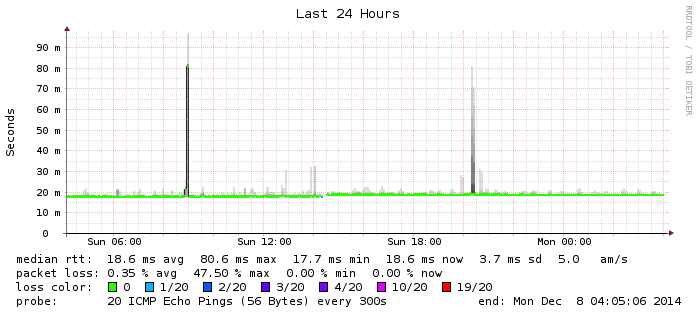 Last 24 Hours
RRDTOOL / TOBI OETIKER
Seconds
90 m
80 m
70 m
60 m
50 m
40 m
30 m
20 m
10 m
0
Sun 06:00 Sun 12:00 Sun 18:00 Mon 00:00
median rtt: 18.6 ms avg 80.6 ms max 17.7 ms min 18.6 ms now 3.7 ms sd 5.0 am/s
packet loss: 0.35 % avg 47.50 % max 0.00 % min 0.00 % now
loss color: 0 1/20 2/20 3/20 4/20 10/20 19/20
probe: 20 ICMP Echo Pings (56 Bytes) every 300s end: Mon Dec 8 04:05:06 2014